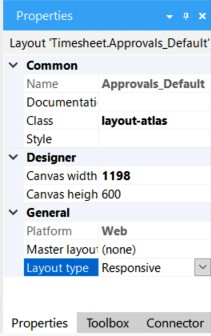 Properties
Layout 'Timesheet.Approvals_Default'
Common
Name Approvals_Default
Documentati
Class layout-atlas
Style
Designer
Canvas width 1198
Canvas heigh 600
General
Platform Web
Master layout (none)
Layout type Responsive
Properties Toolbox Connector